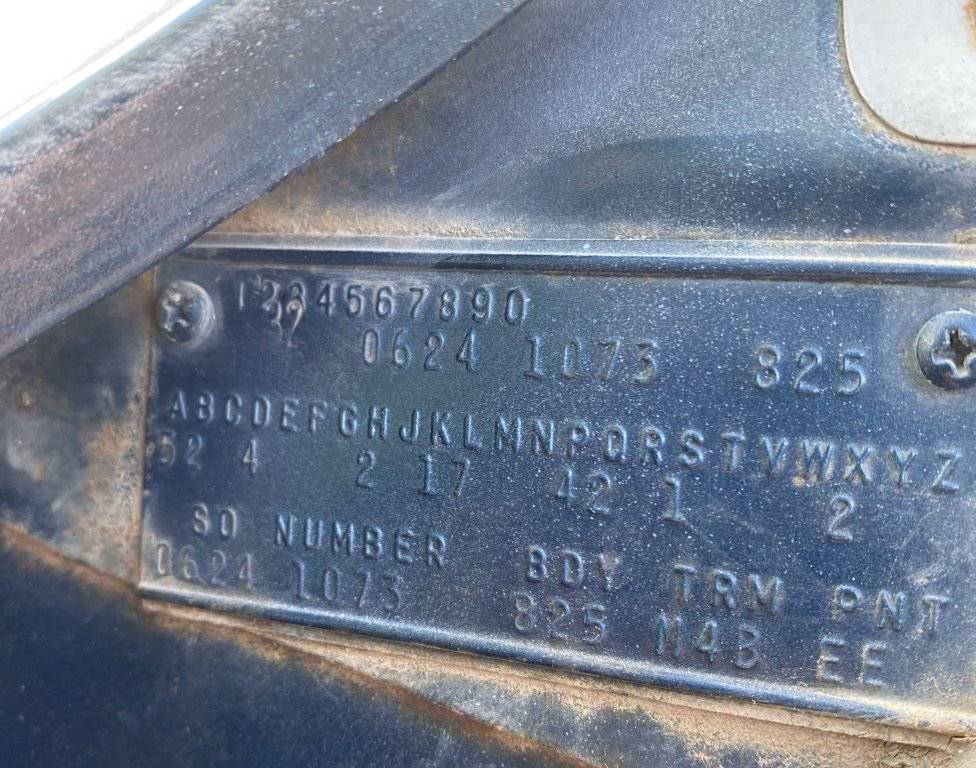 1234567890
32
0624 1073 825
ABCDEFGHJKLMNPQRSTVWXYZ
52 4 2 17 42 1 2
SO NUMBER BDY TRM PNT
0624 1073 825 M4B EE